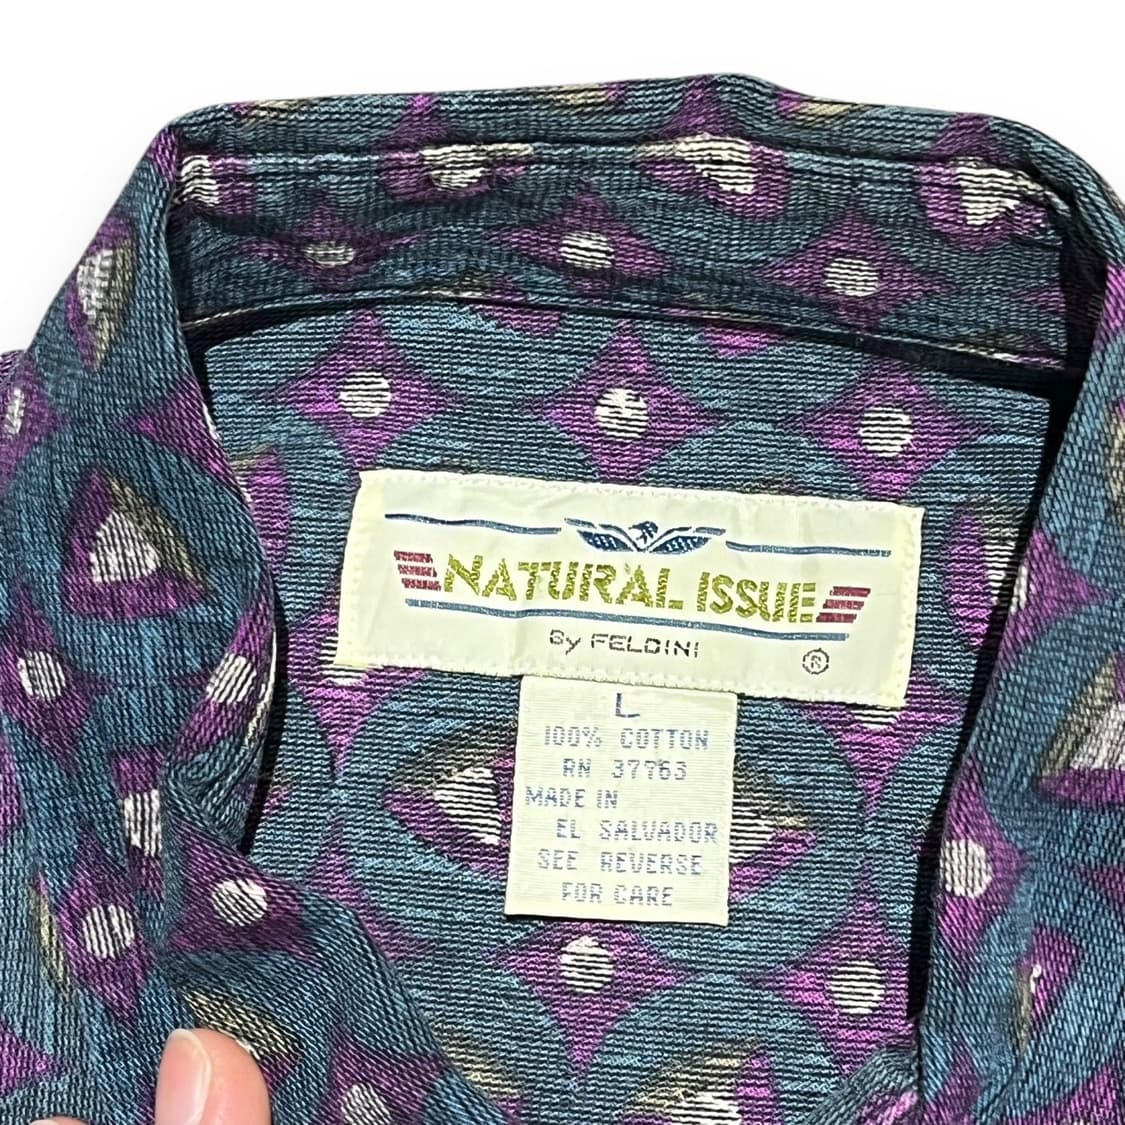 NATURAL ISSUE
By FELDINI
®
L
100% COTTON
RN 37763
MADE IN
EL SALVADOR
SEE REVERSE
FOR CARE